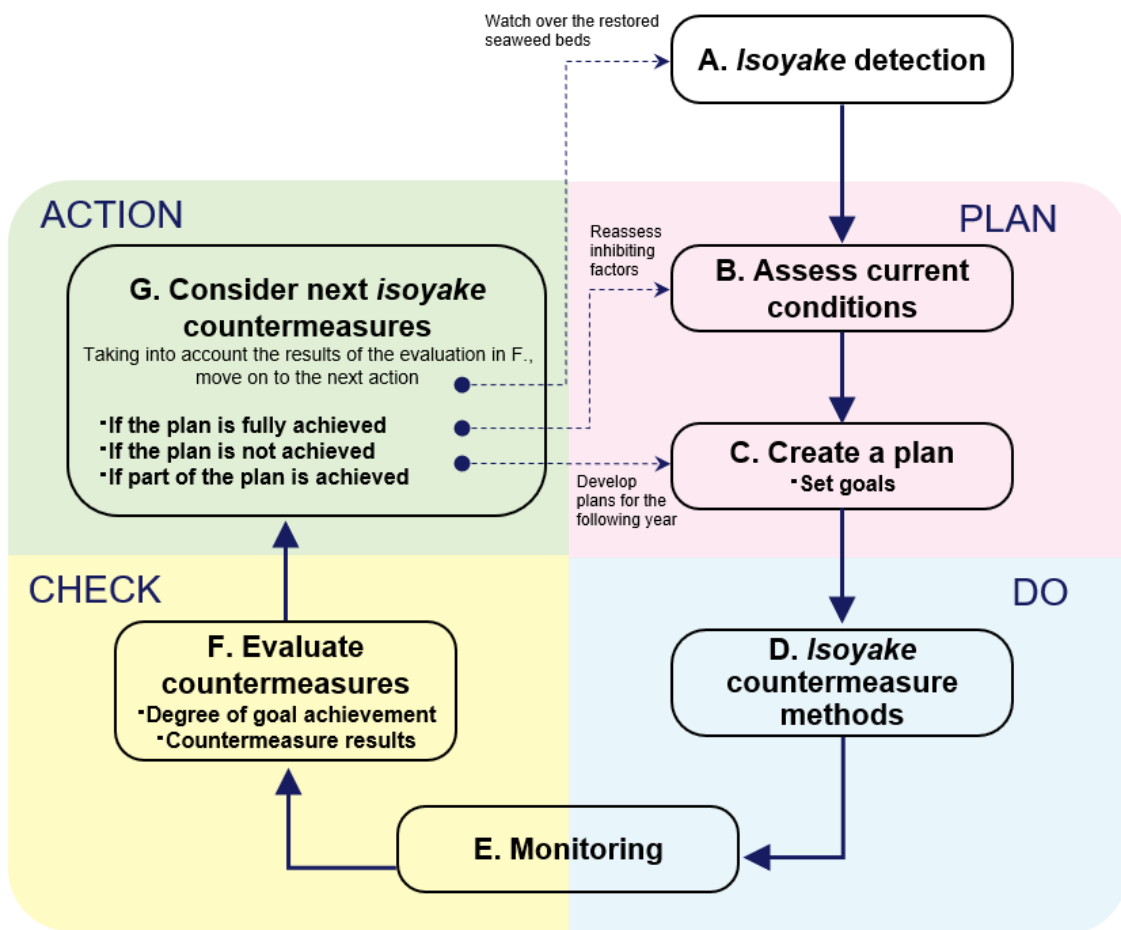 Watch over the restored
seaweed beds
A. Isoyake detection
ACTION
PLAN
Reassess
inhibiting
factors
B. Assess current
conditions
G. Consider next isoyake
countermeasures
Taking into account the results of the evaluation in F.,
move on to the next action
・If the plan is fully achieved
・If the plan is not achieved
・If part of the plan is achieved
C. Create a plan
・Set goals
Develop
plans for the
following year
CHECK
DO
F. Evaluate
countermeasures
・Degree of goal achievement
・Countermeasure results
D. Isoyake
countermeasure
methods
E. Monitoring